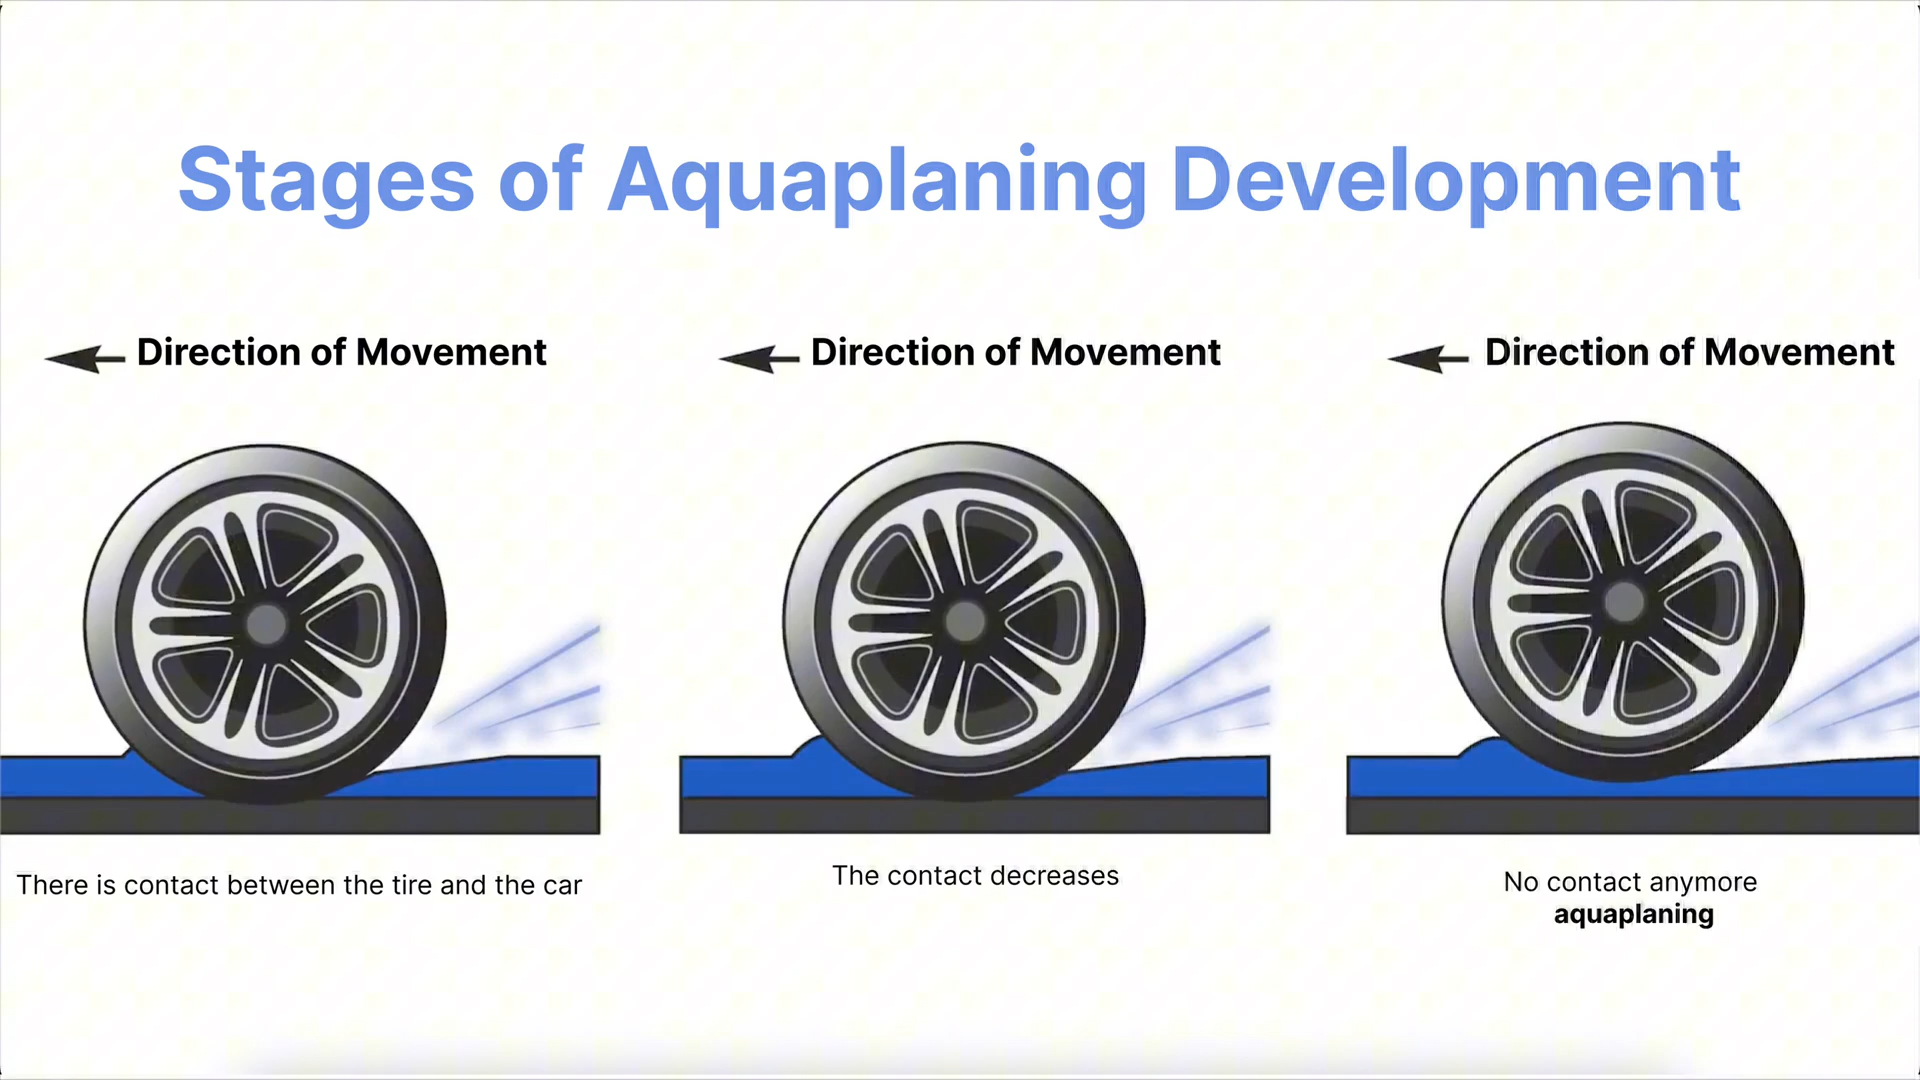 Stages of Aquaplaning Development
Direction of Movement
Direction of Movement
Direction of Movement
There is contact between the tire and the car
The contact decreases
No contact anymore
aquaplaning